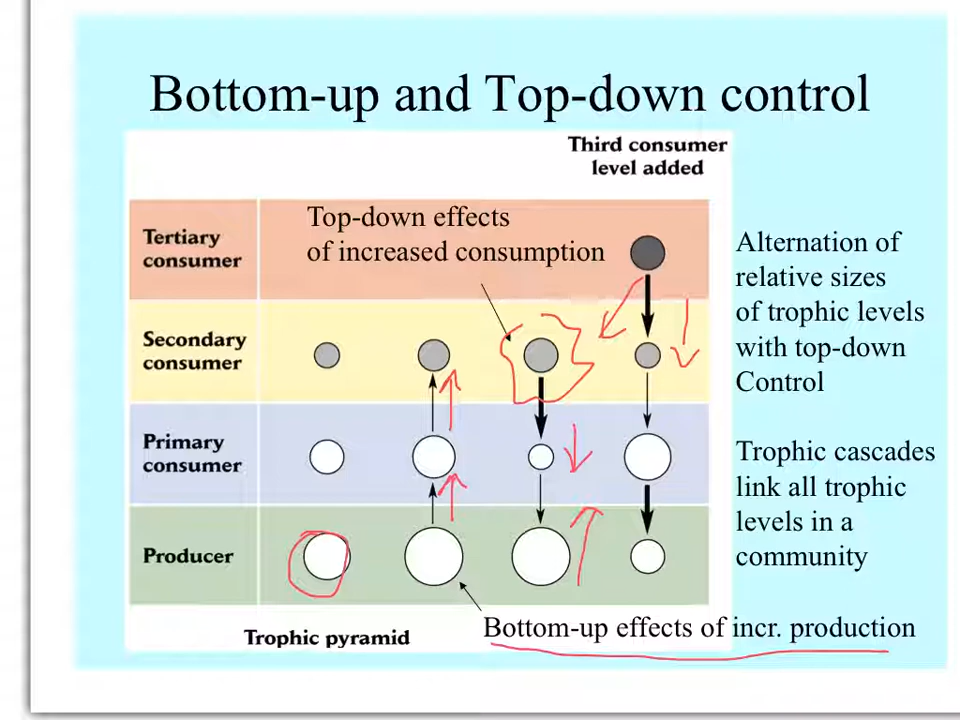 Bottom-up and Top-down control
Third consumer
level added
Top-down effects
of increased consumption
Tertiary
consumer
Secondary
consumer
Primary
consumer
Producer
Trophic pyramid
Alternation of
relative sizes
of trophic levels
with top-down
Control
Trophic cascades
link all trophic
levels in a
community
Bottom-up effects of incr. production